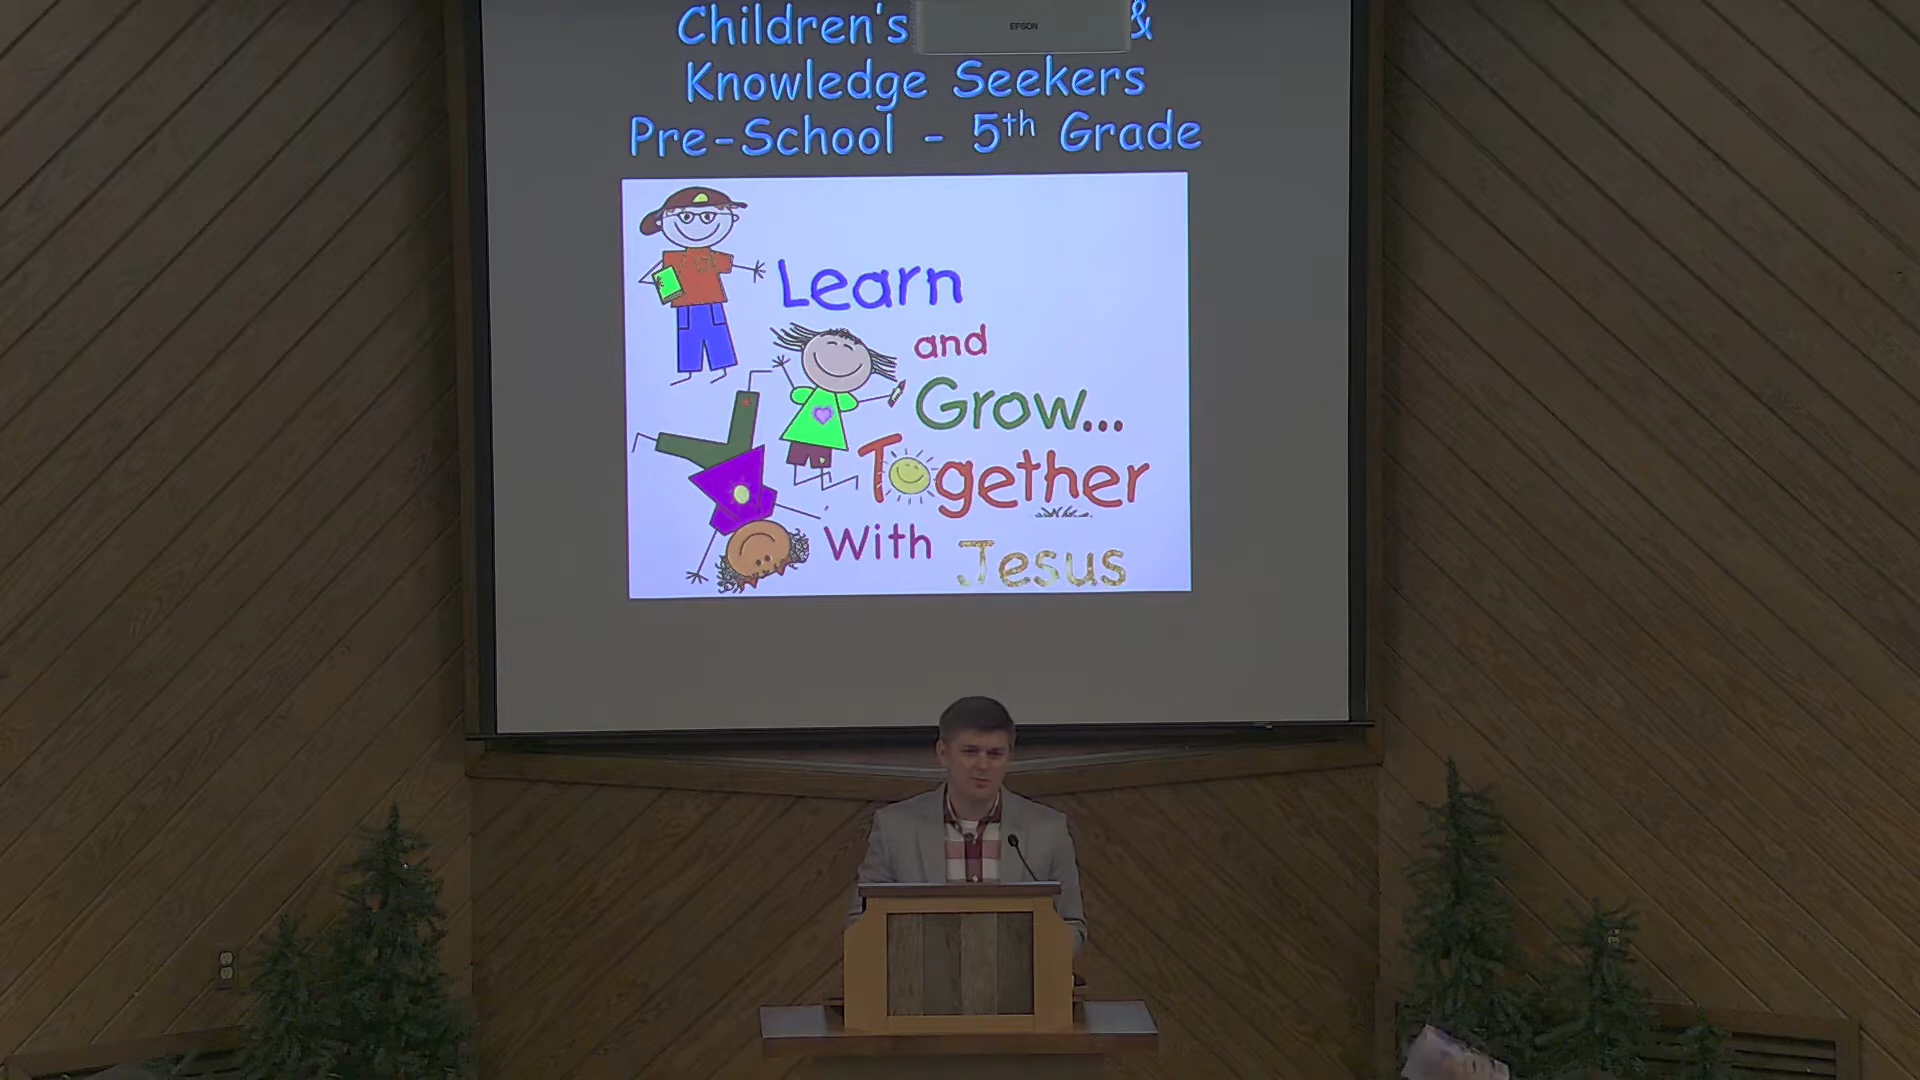 Children's &
EPSON
Knowledge Seekers
Pre-School - 5th Grade
Learn
and
Grow...
Together
With Jesus